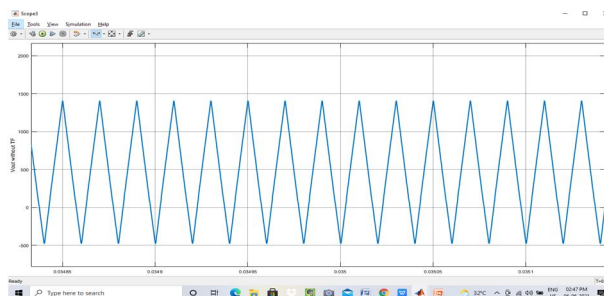 Scope3
File Tools View Simulation Help
2000
1500
1000
500
0
-500
Vout without TF
0.03485
0.0349
0.03495
0.035
0.03505
0.0351
Ready
Type here to search
32°C
ENG
02:47 PM